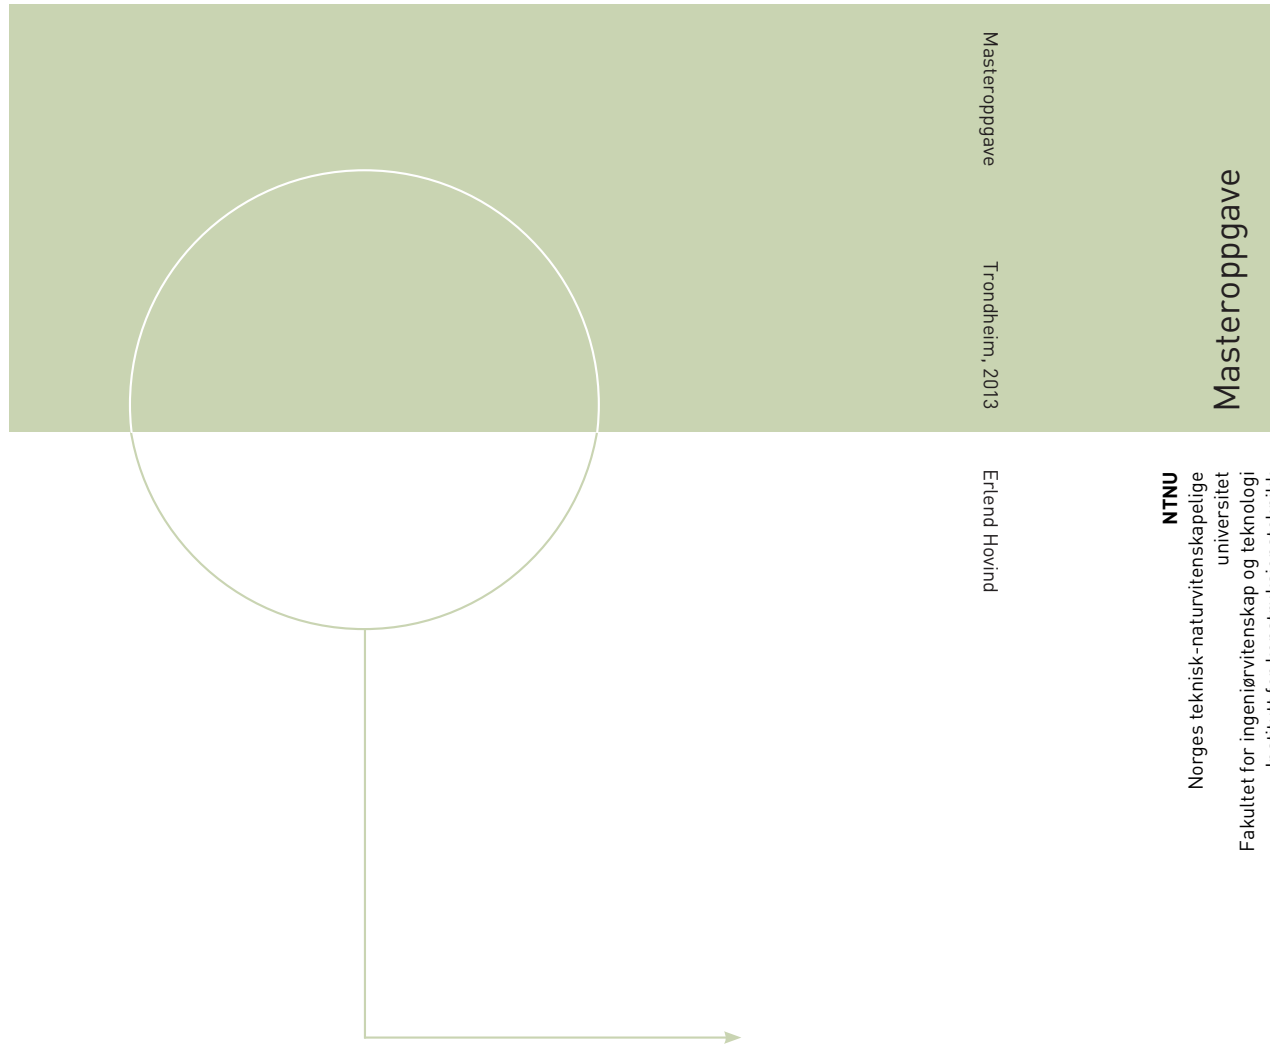 Masteroppgave
Trondheim, 2013
Erlend Hovind
Masteroppgave
NTNU
Norges teknisk-naturvitenskapelige
universitet
Fakultet for ingeniørvitenskap og teknologi